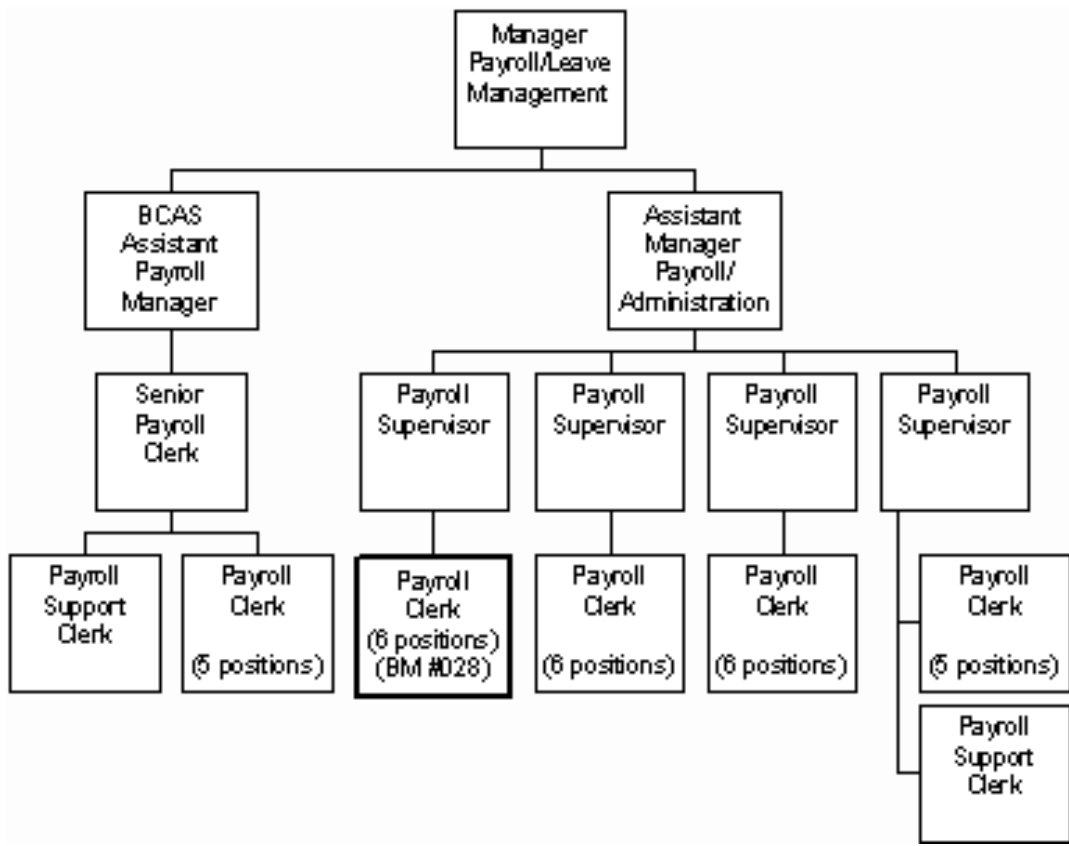 Manager
Payroll/Leave
Management
BCAS
Assistant
Payroll
Manager
Assistant
Manager
Payroll/
Administration
Senior
Payroll
Clerk
Payroll
Supervisor
Payroll
Supervisor
Payroll
Supervisor
Payroll
Supervisor
Payroll
Support
Clerk
Payroll
Clerk
(5 positions)
Payroll
Clerk
(6 positions)
(BM #028)
Payroll
Clerk
(6 positions)
Payroll
Clerk
(6 positions)
Payroll
Clerk
(5 positions)
Payroll
Support
Clerk